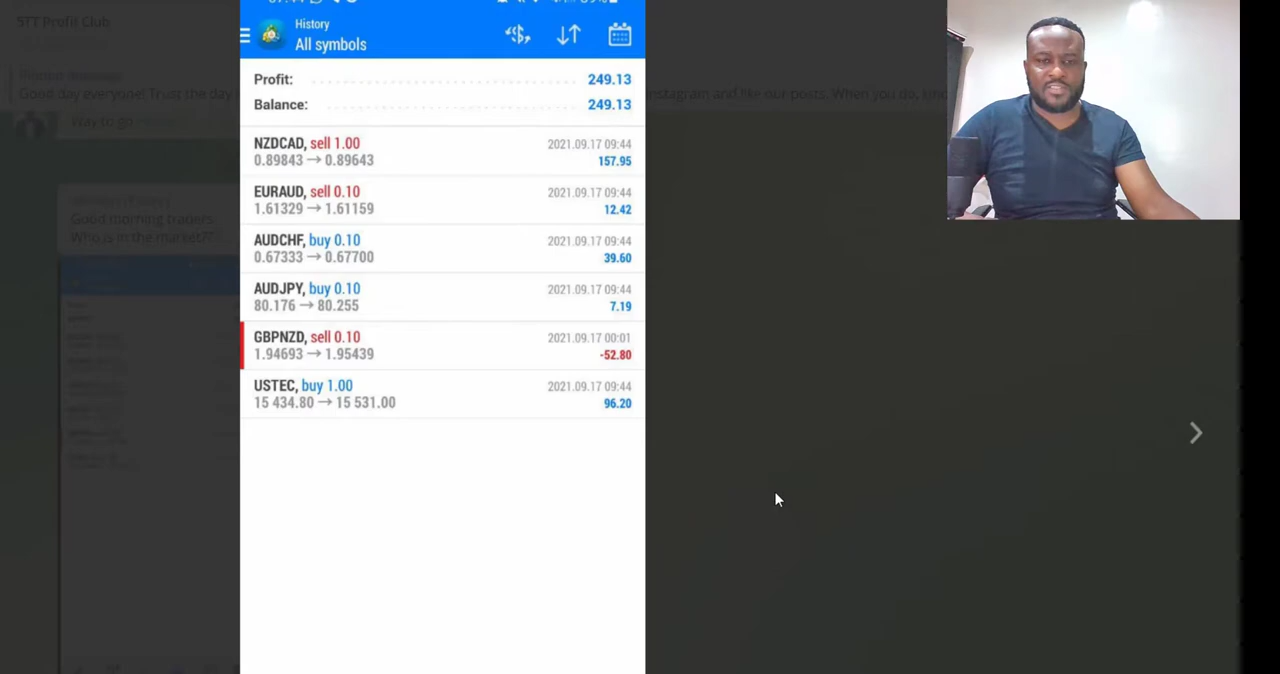 5TT Profit Club
Good day everyone! Trust the day
instagram and like our posts. When you do, kind
Way to go
Good morning traders.
Who is in the market??
History
All symbols
Profit: 249.13
Balance: 249.13
NZDCAD, sell 1.00 2021.09.17 09:44
0.89843 → 0.89643 157.95
EURAUD, sell 0.10 2021.09.17 09:44
1.61329 → 1.61159 12.42
AUDCHF, buy 0.10 2021.09.17 09:44
0.67333 → 0.67700 39.60
AUDJPY, buy 0.10 2021.09.17 09:44
80.176 → 80.255 7.19
GBPNZD, sell 0.10 2021.09.17 00:01
1.94693 → 1.95439 -52.80
USTEC, buy 1.00 2021.09.17 09:44
15 434.80 → 15 531.00 96.20